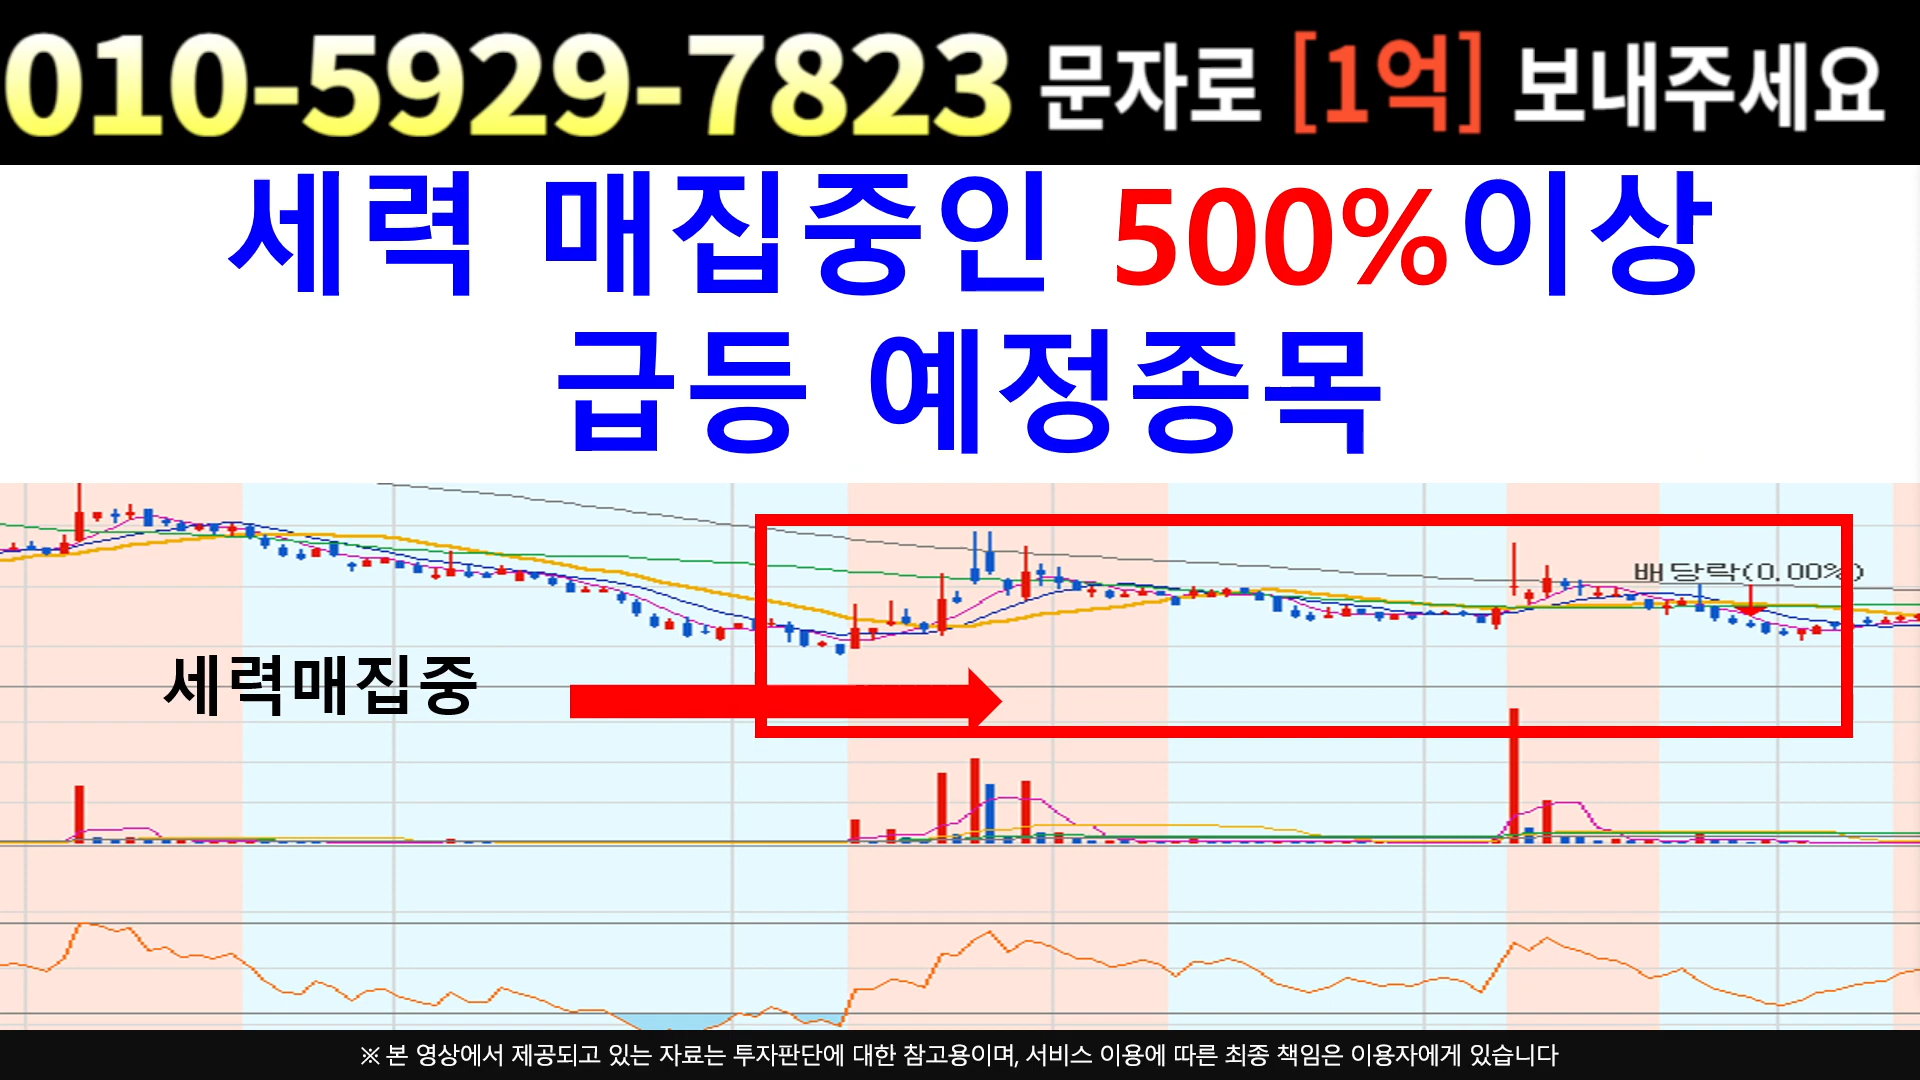 010-5929-7823 문자로 [1억] 보내주세요
세력 매집중인 500%이상
급등 예정종목
배당락(0.00%)
세력매집중
※ 본 영상에서 제공되고 있는 자료는 투자판단에 대한 참고용이며, 서비스 이용에 따른 최종 책임은 이용자에게 있습니다